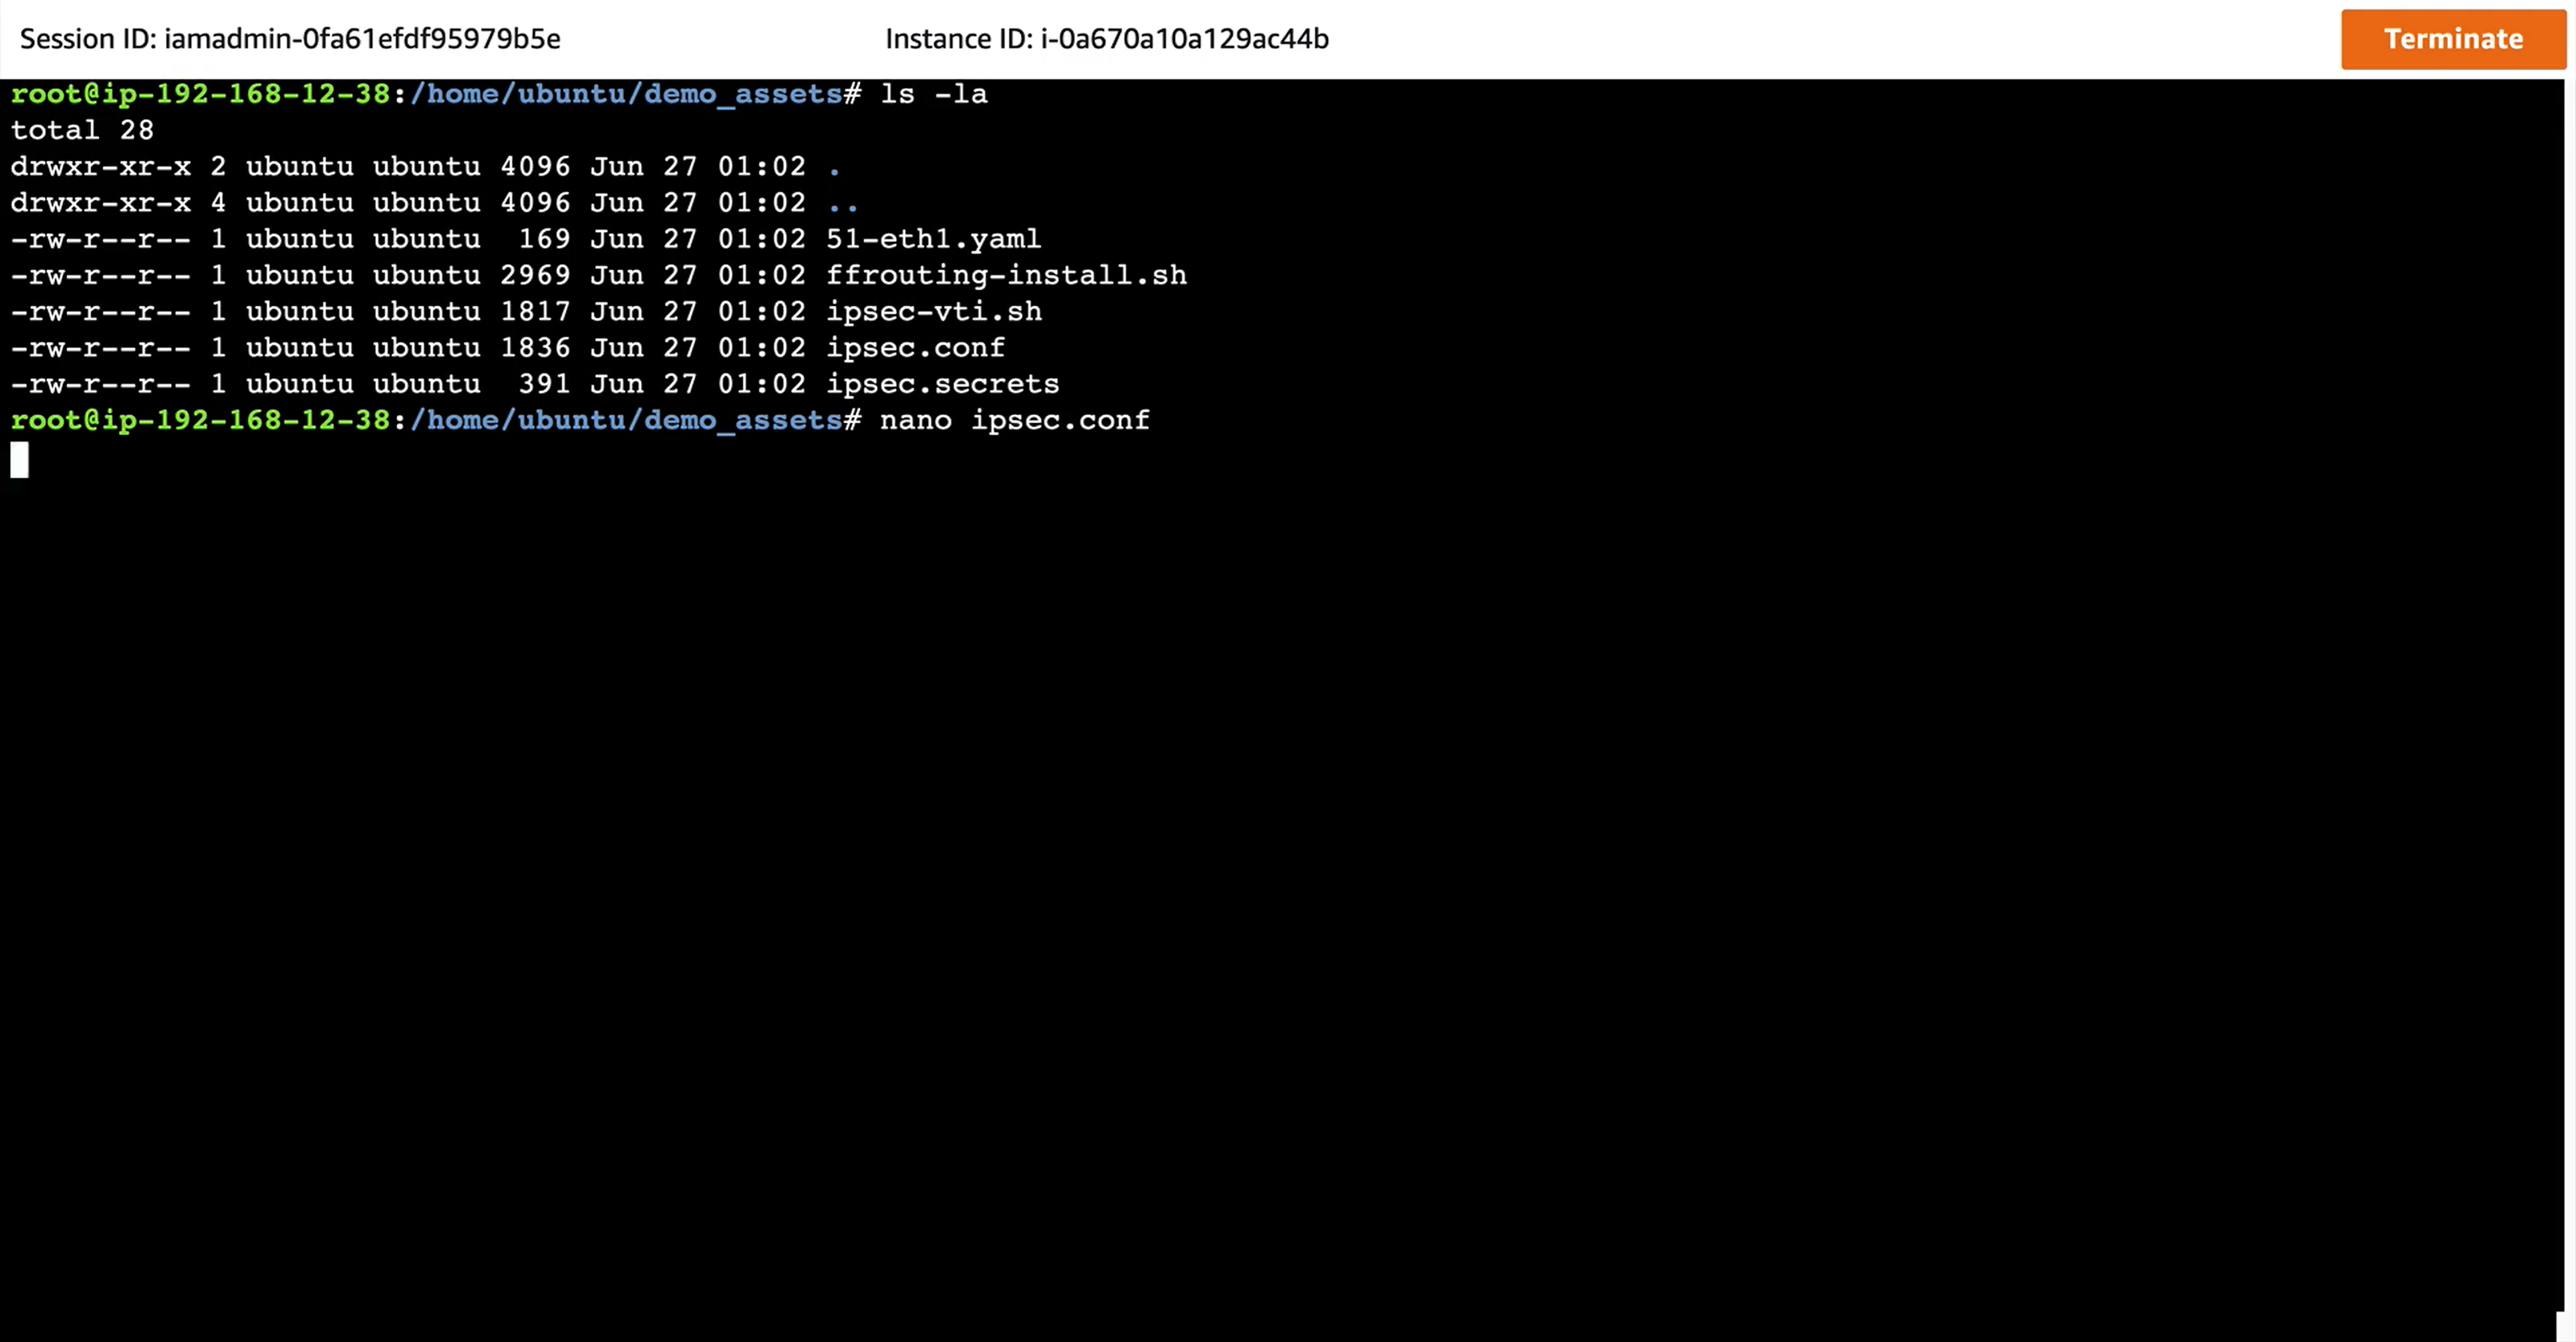 Session ID: iamadmin-0fa61efdf95979b5e Instance ID: i-0a670a10a129ac44b Terminate
root@ip-192-168-12-38:/home/ubuntu/demo_assets# ls -la
total 28
drwxr-xr-x 2 ubuntu ubuntu 4096 Jun 27 01:02 .
drwxr-xr-x 4 ubuntu ubuntu 4096 Jun 27 01:02 ..
-rw-r--r-- 1 ubuntu ubuntu  169 Jun 27 01:02 51-eth1.yaml
-rw-r--r-- 1 ubuntu ubuntu 2969 Jun 27 01:02 ffrouting-install.sh
-rw-r--r-- 1 ubuntu ubuntu 1817 Jun 27 01:02 ipsec-vti.sh
-rw-r--r-- 1 ubuntu ubuntu 1836 Jun 27 01:02 ipsec.conf
-rw-r--r-- 1 ubuntu ubuntu  391 Jun 27 01:02 ipsec.secrets
root@ip-192-168-12-38:/home/ubuntu/demo_assets# nano ipsec.conf